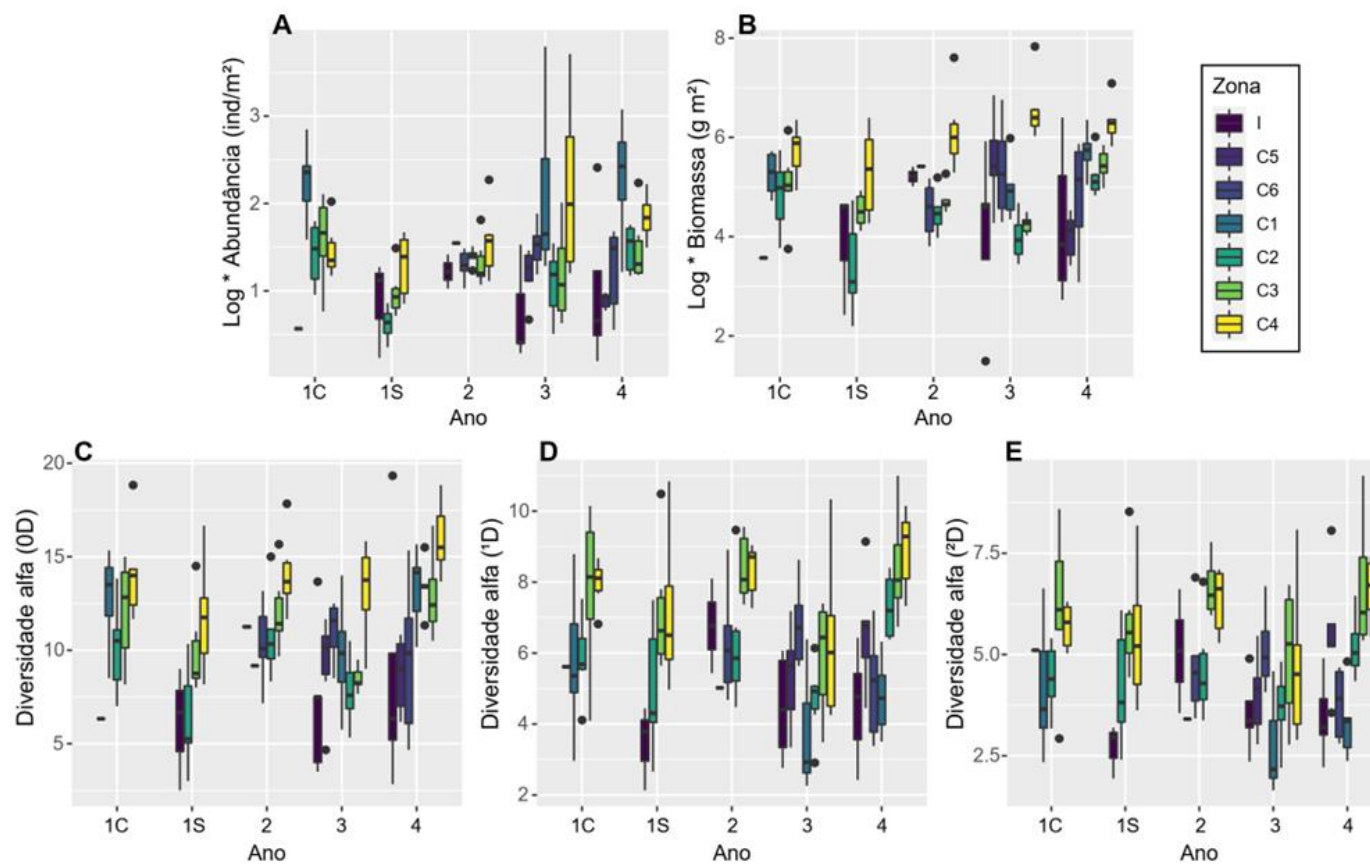 A
Log * Abundância (ind/m²)
3
2
1
1C 1S 2 3 4
Ano
B
Log * Biomassa (g m²)
8
6
4
2
1C 1S 2 3 4
Ano
Zona
I
C5
C6
C1
C2
C3
C4
C
Diversidade alfa (0D)
20
15
10
5
1C 1S 2 3 4
Ano
D
Diversidade alfa (¹D)
10
8
6
4
2
1C 1S 2 3 4
Ano
E
Diversidade alfa (²D)
7.5
5.0
2.5
1C 1S 2 3 4
Ano